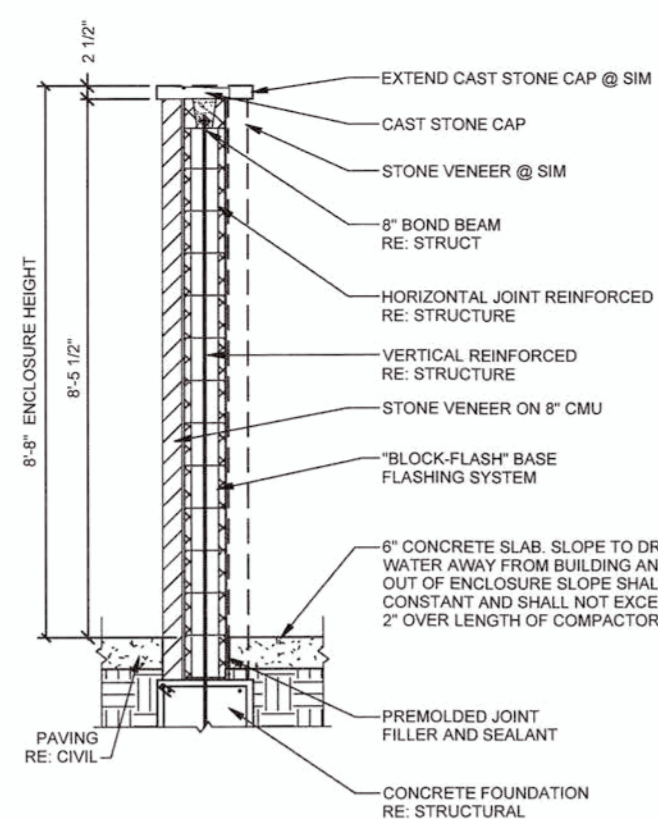 2 1/2"
8'-8" ENCLOSURE HEIGHT
8'-5 1/2"
EXTEND CAST STONE CAP @ SIM
CAST STONE CAP
STONE VENEER @ SIM
8" BOND BEAM
RE: STRUCT
HORIZONTAL JOINT REINFORCED
RE: STRUCTURE
VERTICAL REINFORCED
RE: STRUCTURE
STONE VENEER ON 8" CMU
"BLOCK-FLASH" BASE
FLASHING SYSTEM
6" CONCRETE SLAB. SLOPE TO DR
WATER AWAY FROM BUILDING AN
OUT OF ENCLOSURE SLOPE SHAL
CONSTANT AND SHALL NOT EXCE
2" OVER LENGTH OF COMPACTOR
PREMOLDED JOINT
FILLER AND SEALANT
PAVING
RE: CIVIL
CONCRETE FOUNDATION
RE: STRUCTURAL